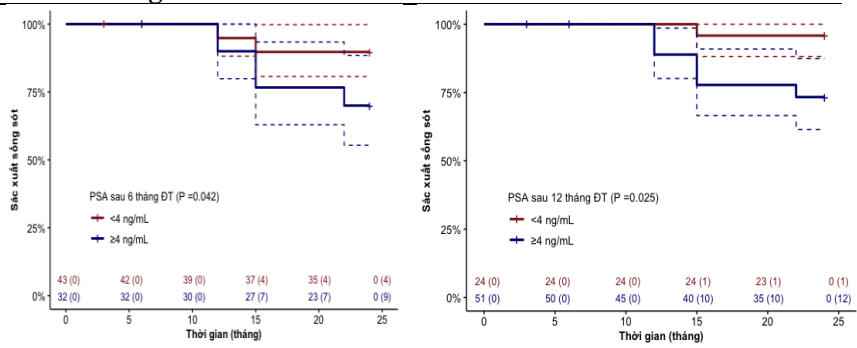 100%
75%
50%
25%
0%
Sác xuất sống sót
PSA sau 6 tháng ĐT (P =0.042)
<4 ng/mL
≥4 ng/mL
43 (0) 42 (0) 39 (0) 37 (4) 35 (4) 0 (4)
32 (0) 32 (0) 30 (0) 27 (7) 23 (7) 0 (9)
0 5 10 15 20 25
Thời gian (tháng)
100%
75%
50%
25%
0%
Sác xuất sống sót
PSA sau 12 tháng ĐT (P =0.025)
<4 ng/mL
≥4 ng/mL
24 (0) 24 (0) 24 (0) 24 (1) 23 (1) 0 (1)
51 (0) 50 (0) 45 (0) 40 (10) 35 (10) 0 (12)
0 5 10 15 20 25
Thời gian (tháng)